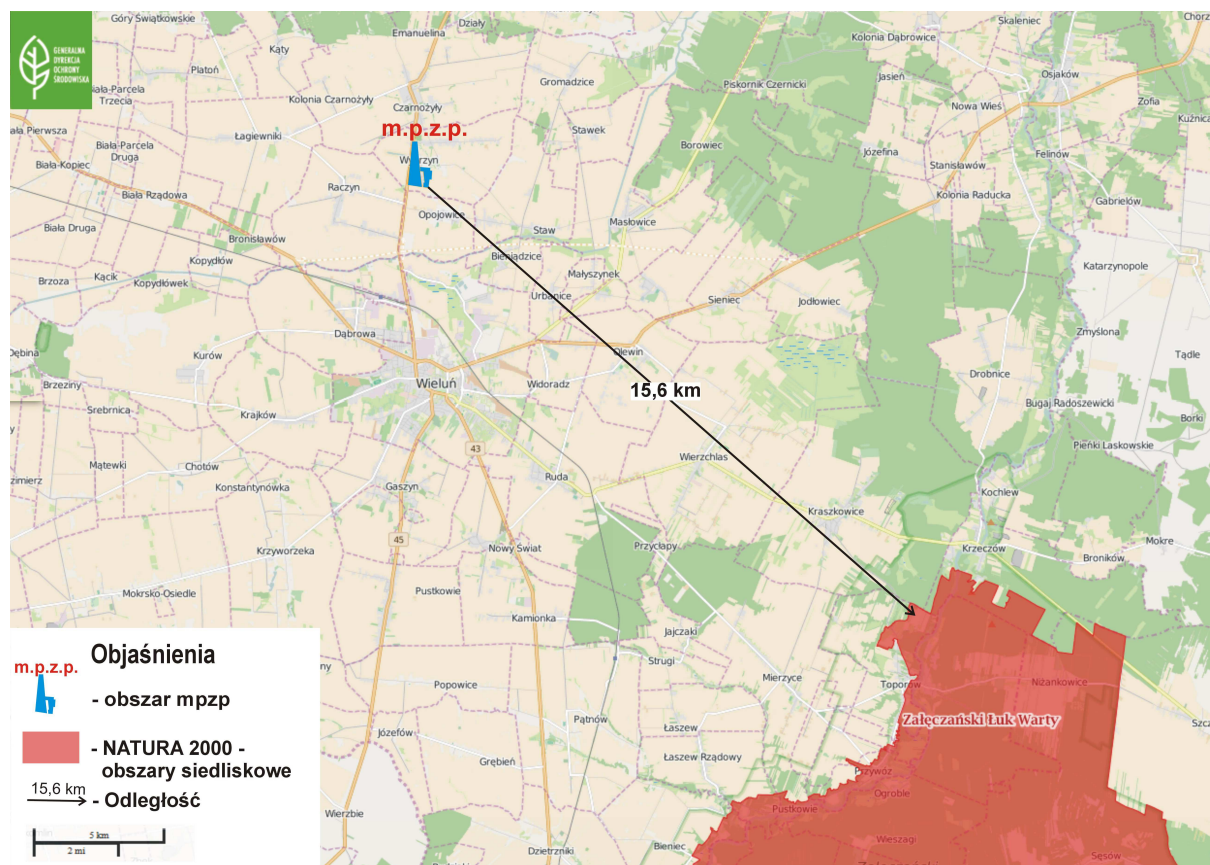 GENERALNA
DYREKCJA
OCHRONY
ŚRODOWISKA
Góry Świątkowskie
Działy
Emanuelina
Skaleniec
Kolonia Dąbrowice
Kąty
Platoń
Gromadzice
Piskornik Czernicki
Jasień
Osjaków
Biała-Parcela
Trzecia
Kolonia Czarnożyły
Czarnożyły
Nowa Wieś
Zofia
m.p.z.p.
Łagiewniki
Stawek
Borowiec
Józefina
Stanisławów
Felinów
Biała-Parcela
Druga
Biała-Kopiec
Biała Rządowa
Raczyn
Kolonia Raducka
Gabrielów
Opojowice
Masłowice
Staw
Biała Druga
Bronisławów
Kopydłów
Bieniądzice
Małyszynek
Katarzynopole
Brzoza
Kącik
Kopydłówek
Urbanice
Sieniec
Jodłowiec
Dąbrowa
Zmyślona
Kurów
Olewin
Tądle
Brzeziny
Wieluń
Widoradz
15,6 km
Drobnice
Srebrnica
Krajków
Bugaj Radoszewicki
Borki
43
Pieńki Laskowskie
Mątewki
Chotów
Wierzchlas
Konstantynówka
Gaszyn
Ruda
Kochlew
Kraszkowice
45
Krzyworzeka
Nowy Świat
Przycłapy
Krzeczów
Broników
Mokre
Mokrsko-Osiedle
Pustkowie
Kamionka
Jajczaki
Strugi
Mierzyce
Toporów
Niżankowice
Popowice
Pątnów
Załęczański Łuk Warty
Józefów
Łaszew
Grębień
Łaszew Rządowy
Przywóz
Ogroble
Wierzbie
Pustkowie
Wieszagi
Dzietrzniki
Bieniec
Sęsów
Objaśnienia
m.p.z.p.
- obszar mpzp
- NATURA 2000 -
obszary siedliskowe
15,6 km
- Odległość
5 km
2 mi